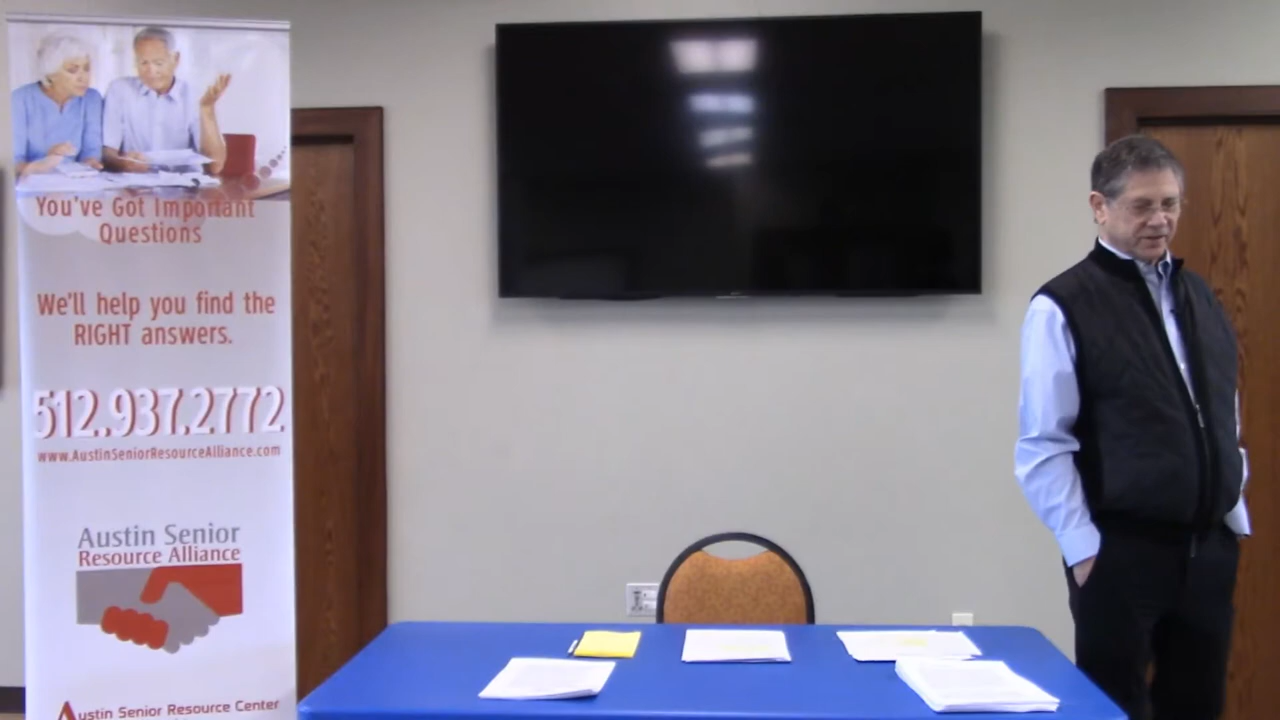 You've Got Important
Questions
We'll help you find the
RIGHT answers.
512.937.2772
www.AustinSeniorResourceAlliance.com
Austin Senior
Resource Alliance
Austin Senior Resource Center